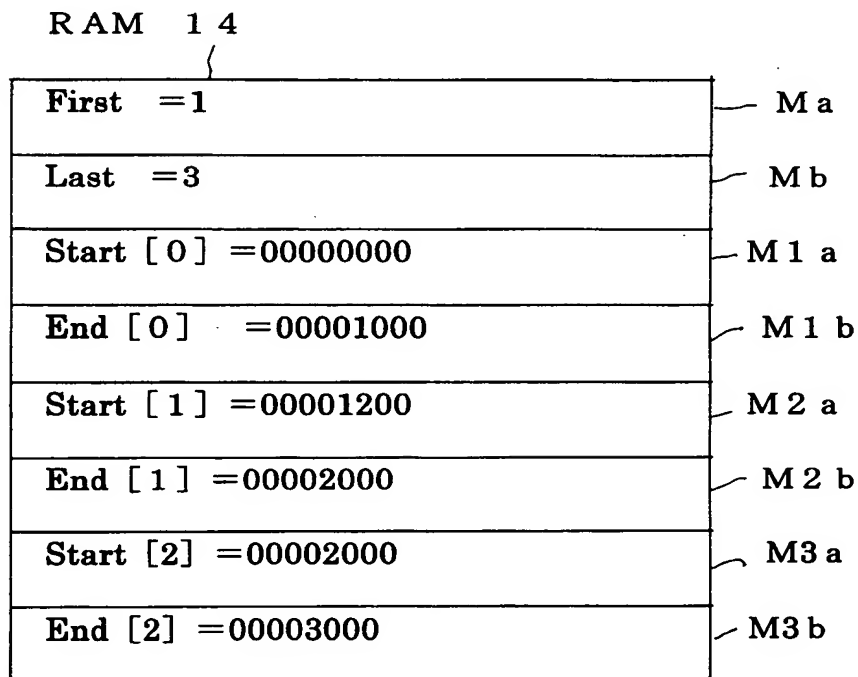 RAM 14
First =1 Ma
Last =3 Mb
Start [0] =00000000 M1a
End [0] =00001000 M1b
Start [1] =00001200 M2a
End [1] =00002000 M2b
Start [2] =00002000 M3a
End [2] =00003000 M3b